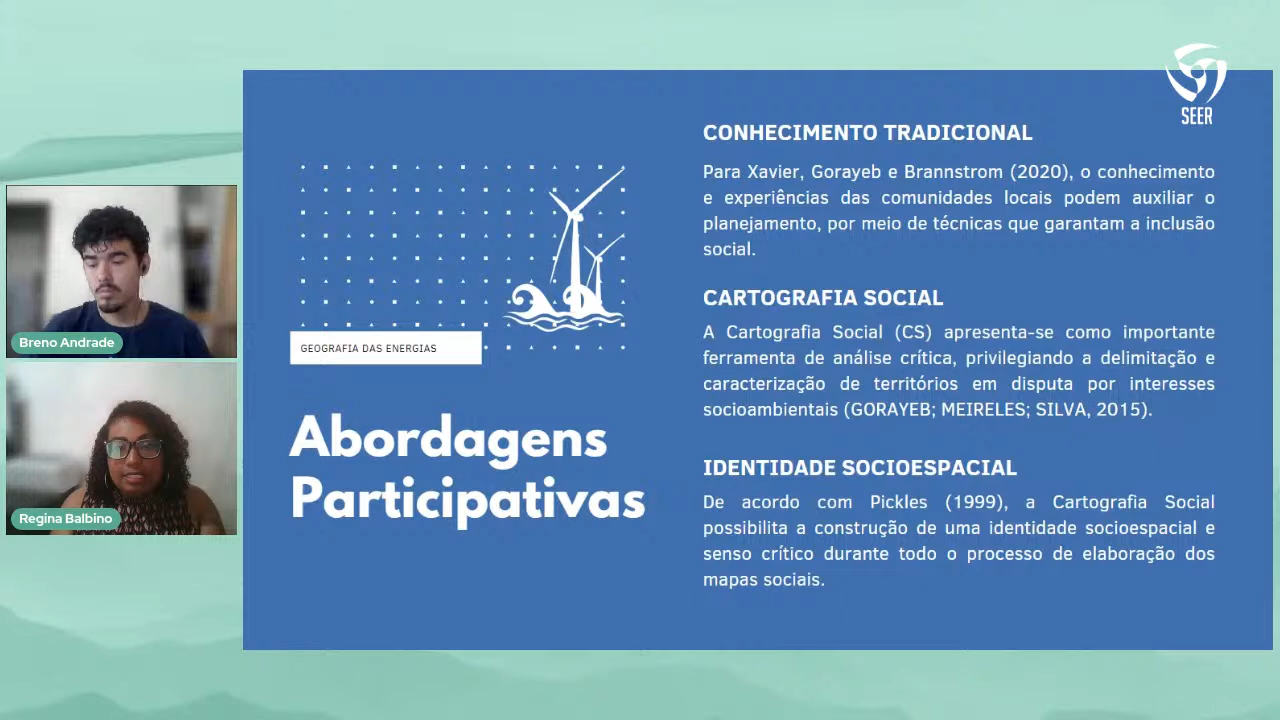 SEER
Breno Andrade
Regina Balbino
GEOGRAFIA DAS ENERGIAS
Abordagens
Participativas
CONHECIMENTO TRADICIONAL
Para Xavier, Gorayeb e Brannstrom (2020), o conhecimento
e experiências das comunidades locais podem auxiliar o
planejamento, por meio de técnicas que garantam a inclusão
social.
CARTOGRAFIA SOCIAL
A Cartografia Social (CS) apresenta-se como importante
ferramenta de análise crítica, privilegiando a delimitação e
caracterização de territórios em disputa por interesses
socioambientais (GORAYEB; MEIRELES; SILVA, 2015).
IDENTIDADE SOCIOESPACIAL
De acordo com Pickles (1999), a Cartografia Social
possibilita a construção de uma identidade socioespacial e
senso crítico durante todo o processo de elaboração dos
mapas sociais.